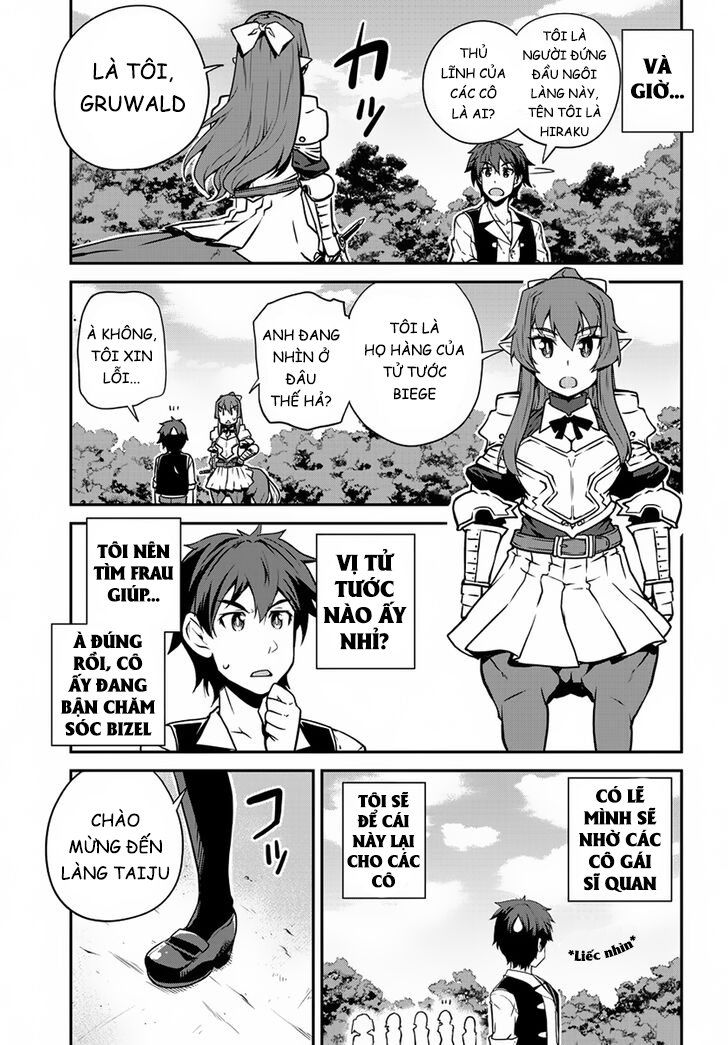 VÀ
GIỜ...
TÔI LÀ
NGƯỜI ĐỨNG
ĐẦU NGÔI
LÀNG NÀY,
TÊN TÔI LÀ
HIRAKU
THỦ
LĨNH CỦA
CÁC CÔ
LÀ AI?
カッ
LÀ TÔI,
GRUWALD
TÔI LÀ
HỌ HÀNG CỦA
TỬ TƯỚC
BIEGE
ANH ĐANG
NHÌN Ở
ĐÂU
THẾ HẢ?
À KHÔNG,
TÔI XIN
LỖI...
VỊ TỬ
TƯỚC
NÀO ẤY
NHỈ?
TÔI NÊN
TÌM FRAU
GIÚP...
À ĐÚNG
RỒI, CÔ
ẤY ĐANG
BẬN CHĂM
SÓC BIZEL
CÓ LẼ
MÌNH SẼ
NHỜ CÁC
CÔ GÁI
SĨ QUAN
*Liếc nhìn*
TÔI SẼ
ĐỂ CÁI
NÀY LẠI
CHO CÁC
CÔ
カッ
CHÀO
MỪNG ĐẾN
LÀNG TAIJU